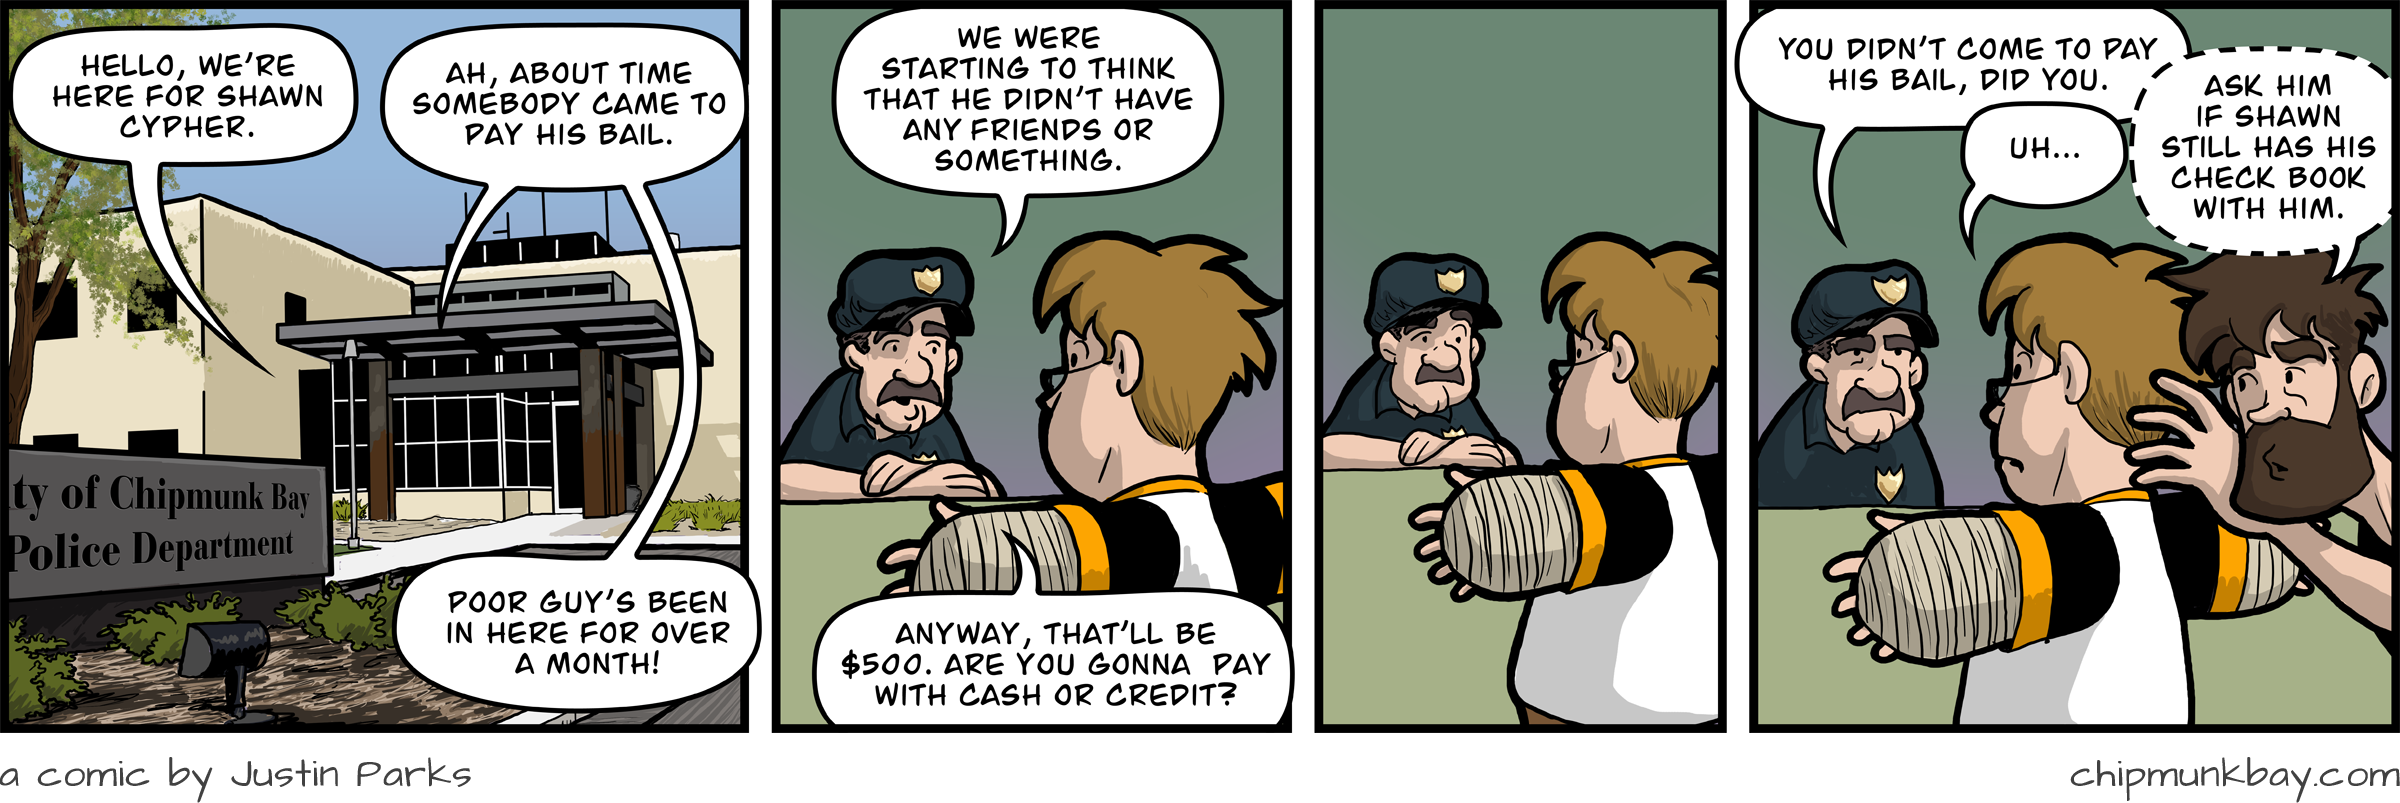 HELLO, WE'RE
HERE FOR SHAWN
CYPHER.
AH, ABOUT TIME
SOMEBODY CAME TO
PAY HIS BAIL.
POOR GUY'S BEEN
IN HERE FOR OVER
A MONTH!
ty of Chipmunk Bay
Police Department
WE WERE
STARTING TO THINK
THAT HE DIDN'T HAVE
ANY FRIENDS OR
SOMETHING.
ANYWAY, THAT'LL BE
$500. ARE YOU GONNA PAY
WITH CASH OR CREDIT?
YOU DIDN'T COME TO PAY
HIS BAIL, DID YOU.
UH...
ASK HIM
IF SHAWN
STILL HAS HIS
CHECK BOOK
WITH HIM.
a comic by Justin Parks
chipmunkbay.com